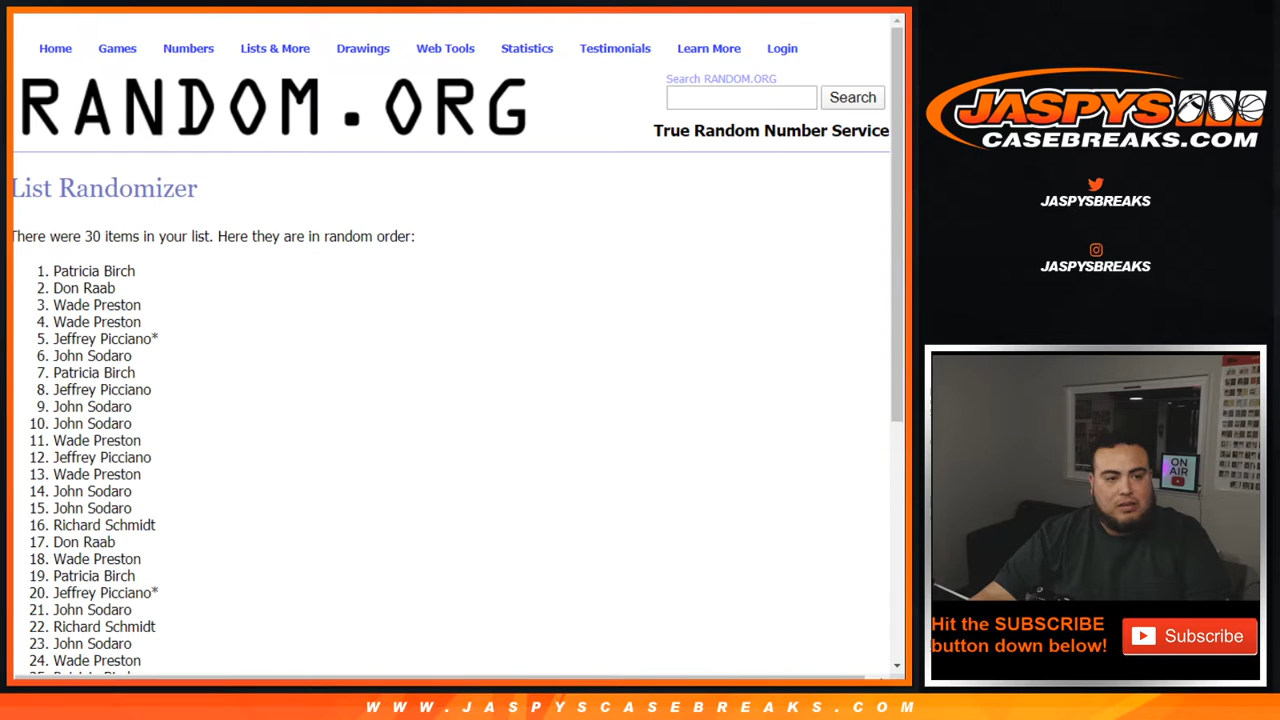 Home Games Numbers Lists & More Drawings Web Tools Statistics Testimonials Learn More Login
RANDOM.ORG
Search RANDOM.ORG
Search
True Random Number Service
List Randomizer
There were 30 items in your list. Here they are in random order:
1. Patricia Birch
2. Don Raab
3. Wade Preston
4. Wade Preston
5. Jeffrey Picciano*
6. John Sodaro
7. Patricia Birch
8. Jeffrey Picciano
9. John Sodaro
10. John Sodaro
11. Wade Preston
12. Jeffrey Picciano
13. Wade Preston
14. John Sodaro
15. John Sodaro
16. Richard Schmidt
17. Don Raab
18. Wade Preston
19. Patricia Birch
20. Jeffrey Picciano*
21. John Sodaro
22. Richard Schmidt
23. John Sodaro
24. Wade Preston
JASPYS
CASEBREAKS.COM
JASPYSBREAKS
JASPYSBREAKS
ON
AIR
Hit the SUBSCRIBE
button down below!
Subscribe
WWW.JASPYSCASEBREAKS.COM